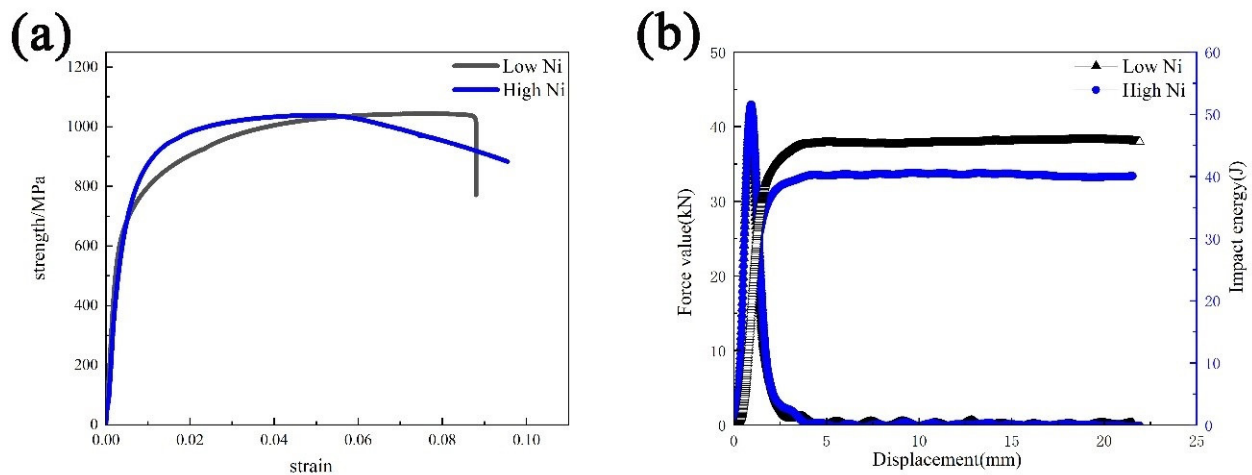 (a)
1200
1000
800
600
400
200
0
0.00
0.02
0.04
0.06
0.08
0.10
strength/MPa
strain
Low Ni
High Ni
(b)
50
40
30
20
10
0
0
5
10
15
20
25
60
50
40
30
20
10
0
Force value(kN)
Displacement(mm)
Impact energy(J)
Low Ni
High Ni